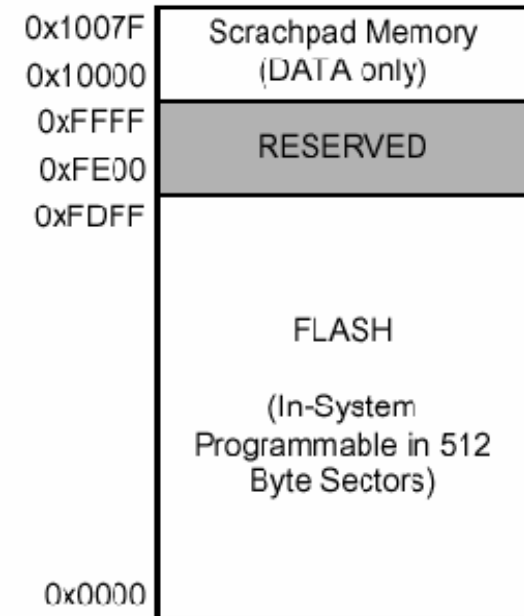 0x1007F
Scrachpad Memory
0x10000
(DATA only)
0xFFFF
RESERVED
0xFE00
0xFDFF
FLASH
(In-System
Programmable in 512
Byte Sectors)
0x0000